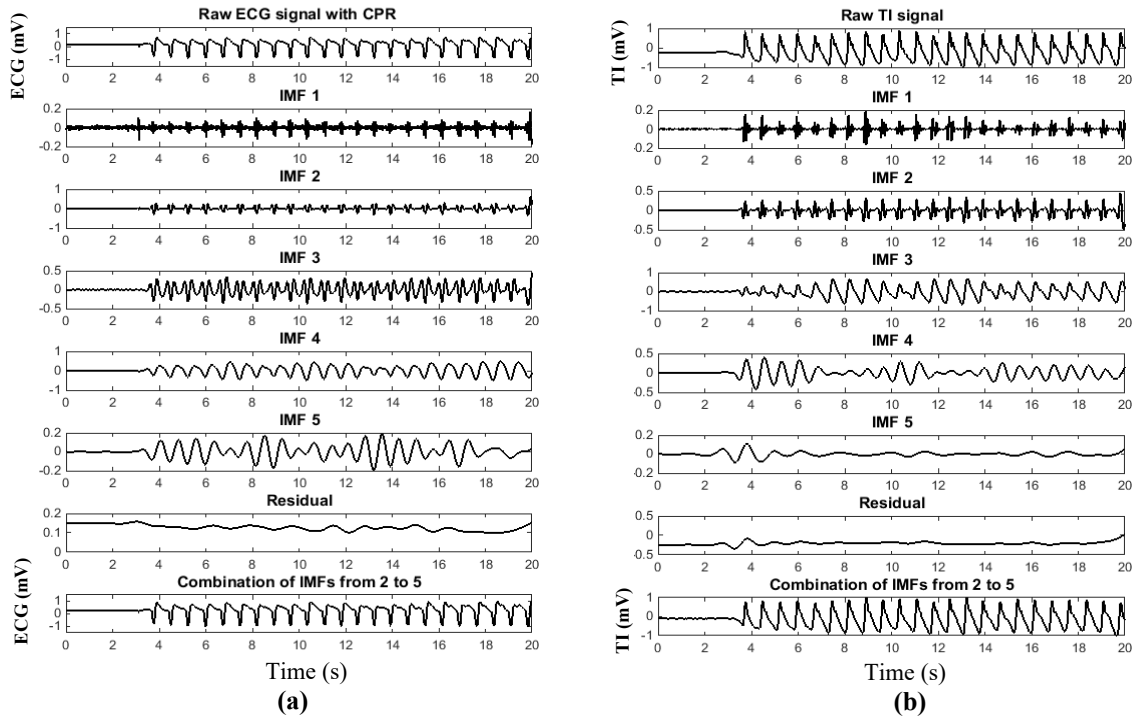 Raw ECG signal with CPR
ECG (mV)
1
0
-1
0 2 4 6 8 10 12 14 16 18 20
IMF 1
0.2
0
-0.2
0 2 4 6 8 10 12 14 16 18 20
IMF 2
1
0
-1
0 2 4 6 8 10 12 14 16 18 20
IMF 3
0.5
0
-0.5
0 2 4 6 8 10 12 14 16 18 20
IMF 4
1
0
-1
0 2 4 6 8 10 12 14 16 18 20
IMF 5
0.2
0
-0.2
0 2 4 6 8 10 12 14 16 18 20
Residual
0.2
0.1
0
0 2 4 6 8 10 12 14 16 18 20
Combination of IMFs from 2 to 5
ECG (mV)
1
0
-1
0 2 4 6 8 10 12 14 16 18 20
Time (s)
(a)
Raw TI signal
TI (mV)
1
0
-1
0 2 4 6 8 10 12 14 16 18 20
IMF 1
0.2
0
-0.2
0 2 4 6 8 10 12 14 16 18 20
IMF 2
0.5
0
-0.5
0 2 4 6 8 10 12 14 16 18 20
IMF 3
1
0
-1
0 2 4 6 8 10 12 14 16 18 20
IMF 4
0.5
0
-0.5
0 2 4 6 8 10 12 14 16 18 20
IMF 5
0.2
0
-0.2
0 2 4 6 8 10 12 14 16 18 20
Residual
0.5
0
-0.5
0 2 4 6 8 10 12 14 16 18 20
Combination of IMFs from 2 to 5
TI (mV)
1
0
-1
0 2 4 6 8 10 12 14 16 18 20
Time (s)
(b)